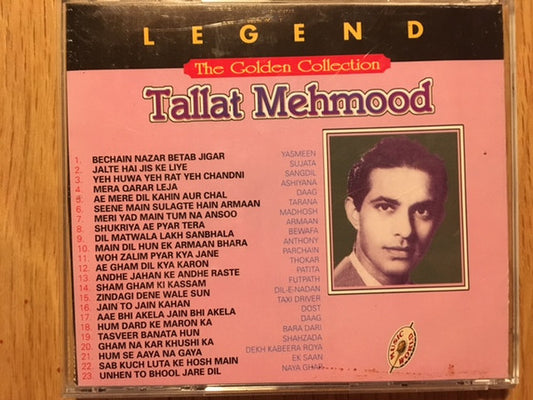 LEGEND
The Golden Collection
Tallat Mehmood
1. BECHAIN NAZAR BETAB JIGAR YASMEEN
2. JALTE HAI JIS KE LIYE SUJATA
3. YEH HUWA YEH RAT YEH CHANDNI SANGDIL
4. MERA QARAR LEJA ASHIYANA
5. AE MERE DIL KAHIN AUR CHAL DAAG
6. SEENE MAIN SULAGTE HAIN ARMAAN TARANA
7. MERI YAD MAIN TUM NA ANSOO MADHOSH
8. SHUKRIYA AE PYAR TERA ARMAAN
9. DIL MATWALA LAKH SANBHALA BEWAFA
10. MAIN DIL HUN EK ARMAAN BHARA ANTHONY
11. WOH ZALIM PYAR KYA JANE PARCHAIN
12. AE GHAM DIL KYA KARON THOKAR
13. ANDHE JAHAN KE ANDHE RASTE PATITA
14. SHAM GHAM KI KASSAM FUTPATH
15. ZINDAGI DENE WALE SUN DIL-E-NADAN
16. JAIN TO JAIN KAHAN TAXI DRIVER
17. AAE BHI AKELA JAIN BHI AKELA DOST
18. HUM DARD KE MARON KA DAAG
19. TASVEER BANATA HUN BARA DARI
20. GHAM NA KAR KHUSHI KA SHAHZADA
21. HUM SE AAYA NA GAYA DEKH KABEERA ROYA
22. SAB KUCH LUTA KE HOSH MAIN EK SAAN
23. UNHEN TO BHOOL JARE DIL NAYA GHAR